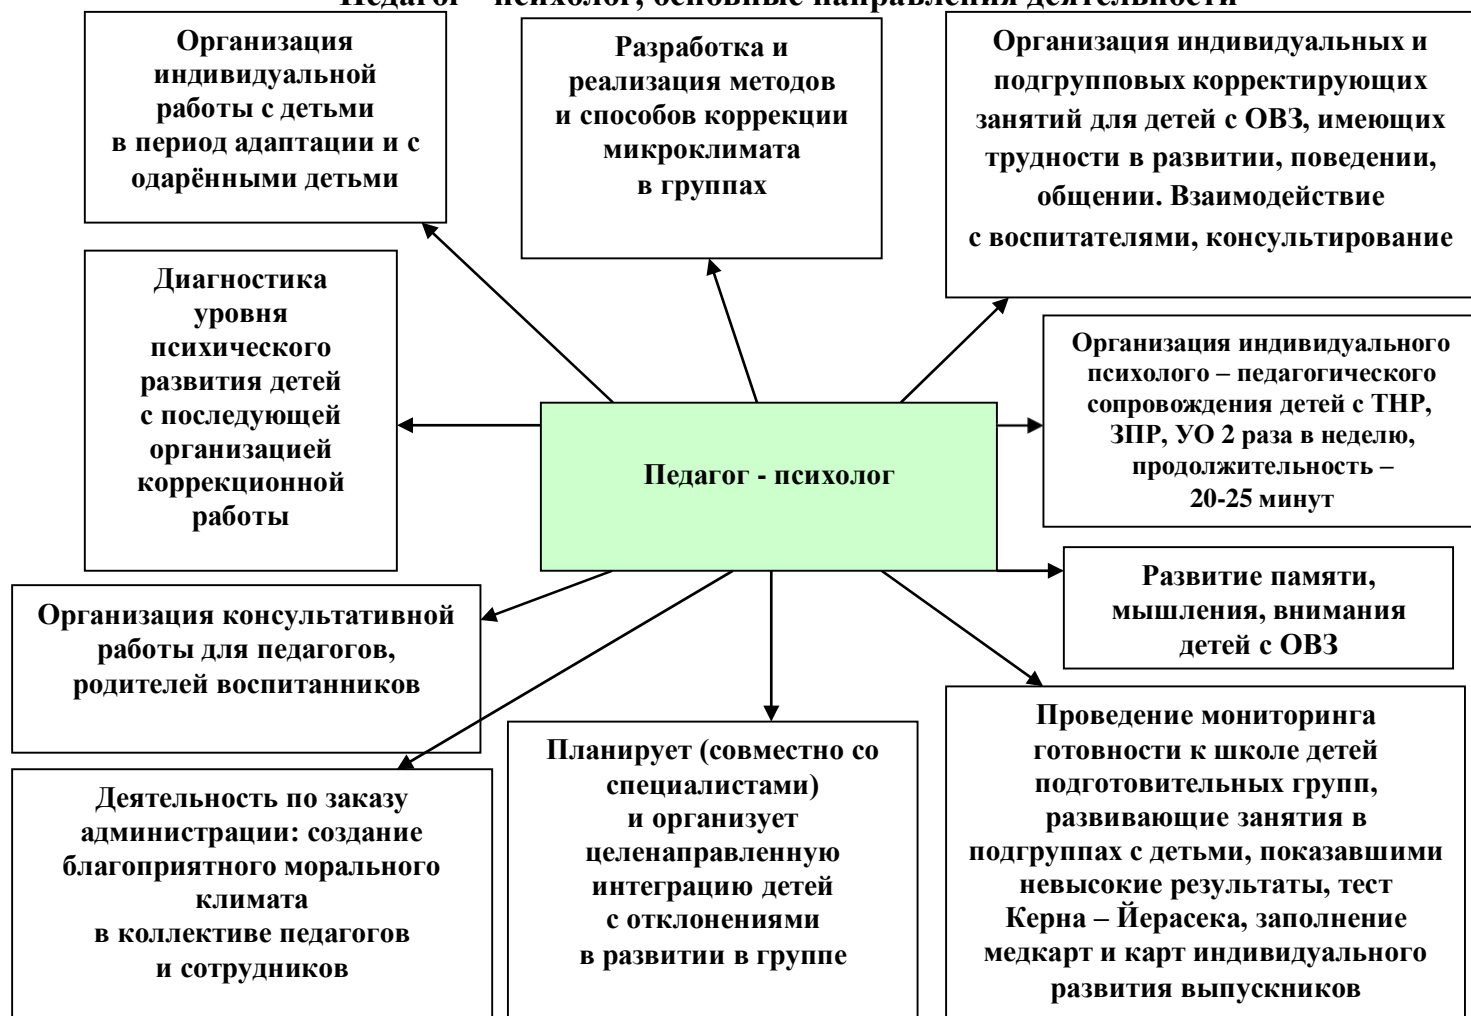 Педагог - психолог, основные направления деятельности
Организация
индивидуальной
работы с детьми
в период адаптации и с
одарёнными детьми
Разработка и
реализация методов
и способов коррекции
микроклимата
в группах
Организация индивидуальных и
подгрупповых корректирующих
занятий для детей с ОВЗ, имеющих
трудности в развитии, поведении,
общении. Взаимодействие
с воспитателями, консультирование
Диагностика
уровня
психического
развития детей
с последующей
организацией
коррекционной
работы
Педагог - психолог
Организация индивидуального
психолого – педагогического
сопровождения детей с ТНР,
ЗПР, УО 2 раза в неделю,
продолжительность –
20-25 минут
Развитие памяти,
мышления, внимания
детей с ОВЗ
Организация консультативной
работы для педагогов,
родителей воспитанников
Деятельность по заказу
администрации: создание
благоприятного морального
климата
в коллективе педагогов
и сотрудников
Планирует (совместно со
специалистами)
и организует
целенаправленную
интеграцию детей
с отклонениями
в развитии в группе
Проведение мониторинга
готовности к школе детей
подготовительных групп,
развивающие занятия в
подгруппах с детьми, показавшими
невысокие результаты, тест
Керна – Йерасека, заполнение
медкарт и карт индивидуального
развития выпускников